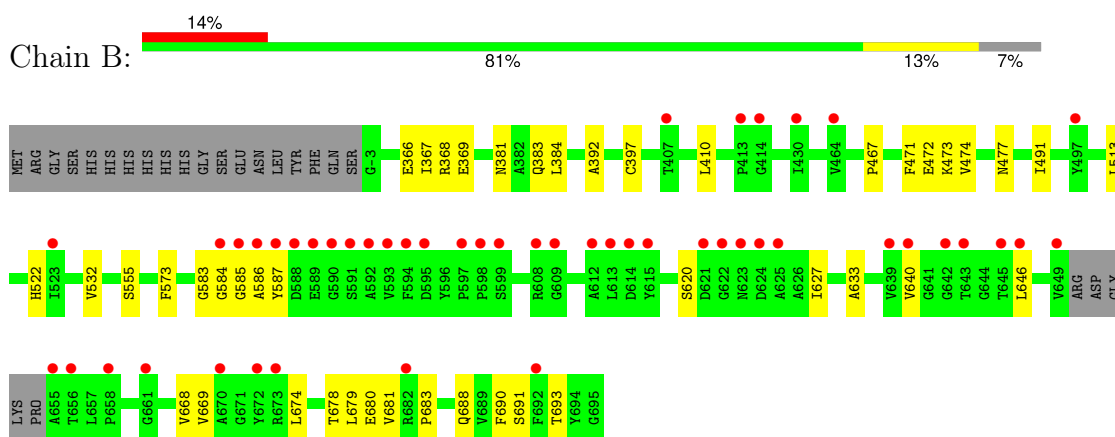 14%
Chain B:
81% 13% 7%
MET ARG GLY SER HIS HIS HIS HIS HIS HIS GLY SER GLU ASN LEU TYR PHE GLN SER G-3 E366 I367 R368 E369 N381 A382 Q383 L384 A392 C397 T407 L410 P413 G414 I430 V464 P467 F471 E472 K473 V474 N477 I491 Y497 L513
H522 I523 V532 S555 F573 G583 G584 G585 A586 Y587 D588 E589 G590 S591 A592 V593 F594 D595 Y596 P597 P598 S599 R608 G609 A612 L613 D614 Y615 S620 D621 G622 N623 D624 A625 A626 I627 A633 V639 V640 G641 G642 T643 G644 T645 L646 V649 ARG ASP GLY
LYS PRO A655 T656 L657 P658 G661 V668 V669 A670 G671 Y672 R673 L674 T678 L679 E680 V681 R682 P683 Q688 V689 F690 S691 F692 T693 Y694 G695